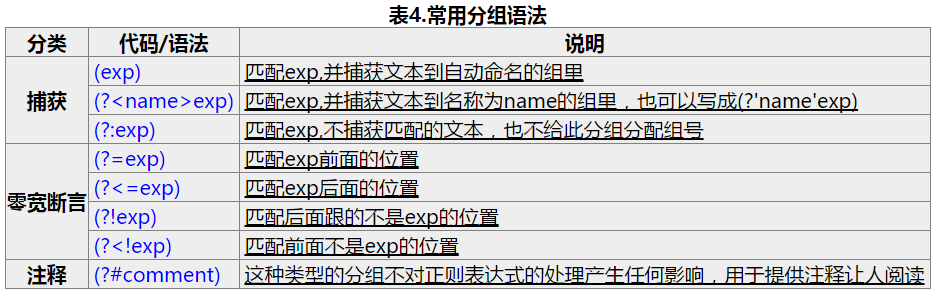 表4.常用分组语法
分类 代码/语法 说明
捕获 (exp) 匹配exp,并捕获文本到自动命名的组里
(?<name>exp) 匹配exp,并捕获文本到名称为name的组里，也可以写成(?'name'exp)
(?:exp) 匹配exp,不捕获匹配的文本，也不给此分组分配组号
零宽断言 (?=exp) 匹配exp前面的位置
(?<=exp) 匹配exp后面的位置
(?!exp) 匹配后面跟的不是exp的位置
(?<!exp) 匹配前面不是exp的位置
注释 (?#comment) 这种类型的分组不对正则表达式的处理产生任何影响，用于提供注释让人阅读